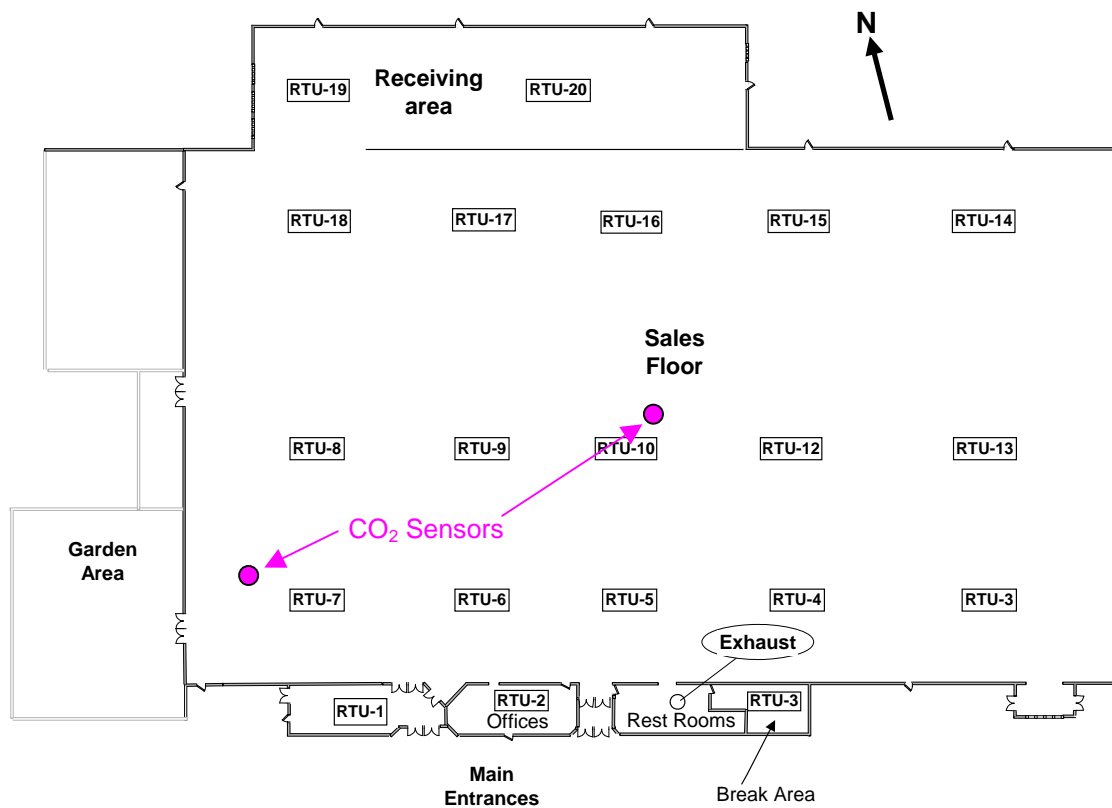 N
Receiving
area
RTU-19
RTU-20
RTU-18
RTU-17
RTU-16
RTU-15
RTU-14
Sales
Floor
RTU-8
RTU-9
RTU-10
RTU-12
RTU-13
CO₂ Sensors
Garden
Area
RTU-7
RTU-6
RTU-5
RTU-4
RTU-3
Exhaust
RTU-1
RTU-2
Offices
Rest Rooms
RTU-3
Main
Entrances
Break Area